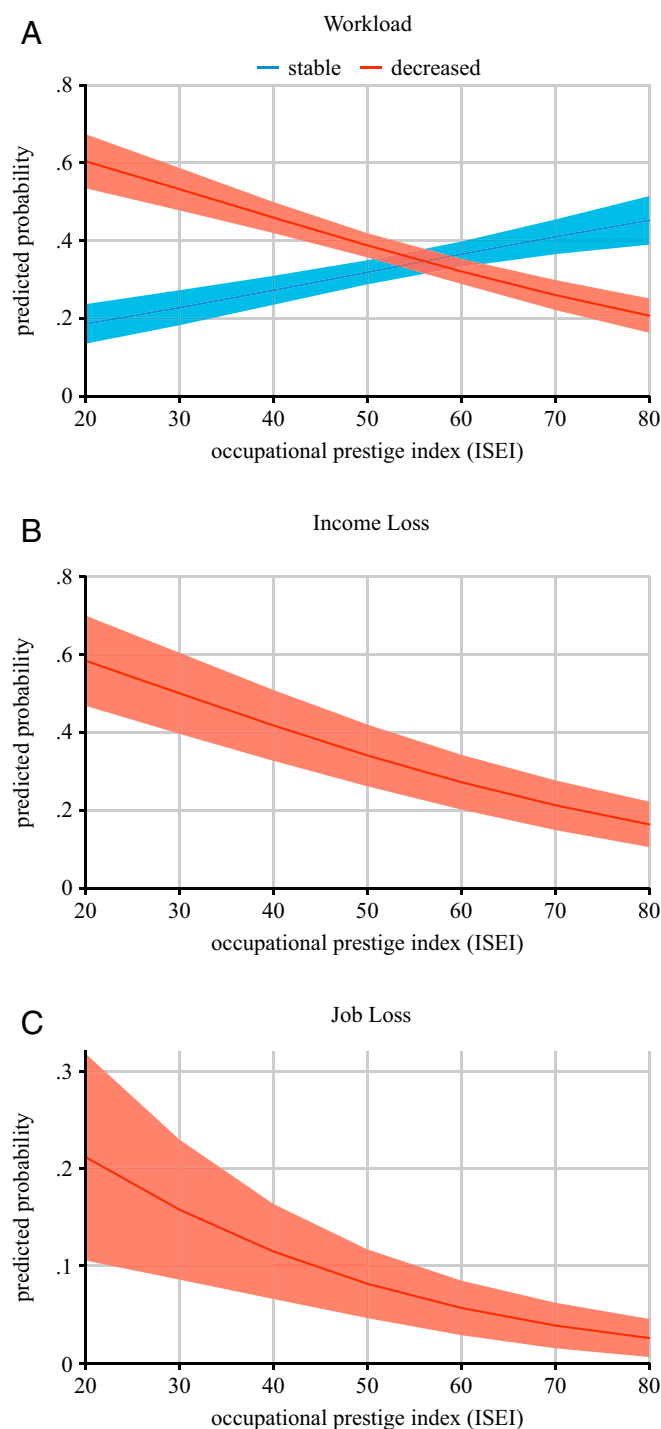 A
Workload
stable decreased
predicted probability
.8
.6
.4
.2
0
20 30 40 50 60 70 80
occupational prestige index (ISEI)
B
Income Loss
predicted probability
.8
.6
.4
.2
0
20 30 40 50 60 70 80
occupational prestige index (ISEI)
C
Job Loss
predicted probability
.3
.2
.1
0
20 30 40 50 60 70 80
occupational prestige index (ISEI)